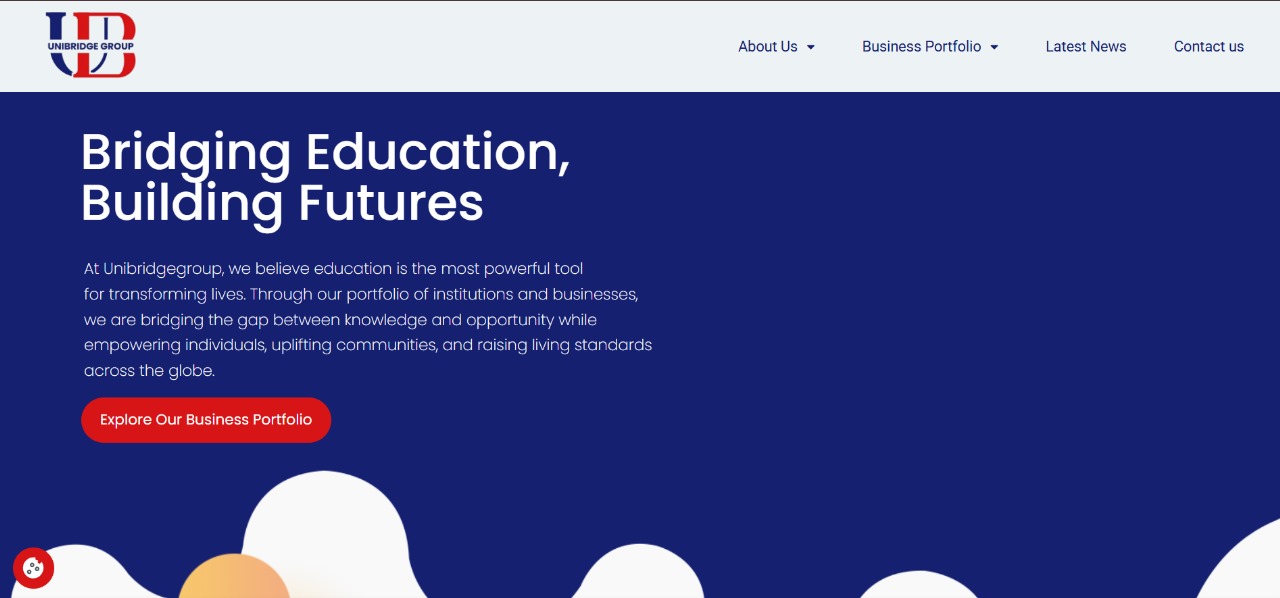 UNIBRIDGE GROUP
About Us
Business Portfolio
Latest News
Contact us
Bridging Education,
Building Futures
At Unibridgegroup, we believe education is the most powerful tool
for transforming lives. Through our portfolio of institutions and businesses,
we are bridging the gap between knowledge and opportunity while
empowering individuals, uplifting communities, and raising living standards
across the globe.
Explore Our Business Portfolio